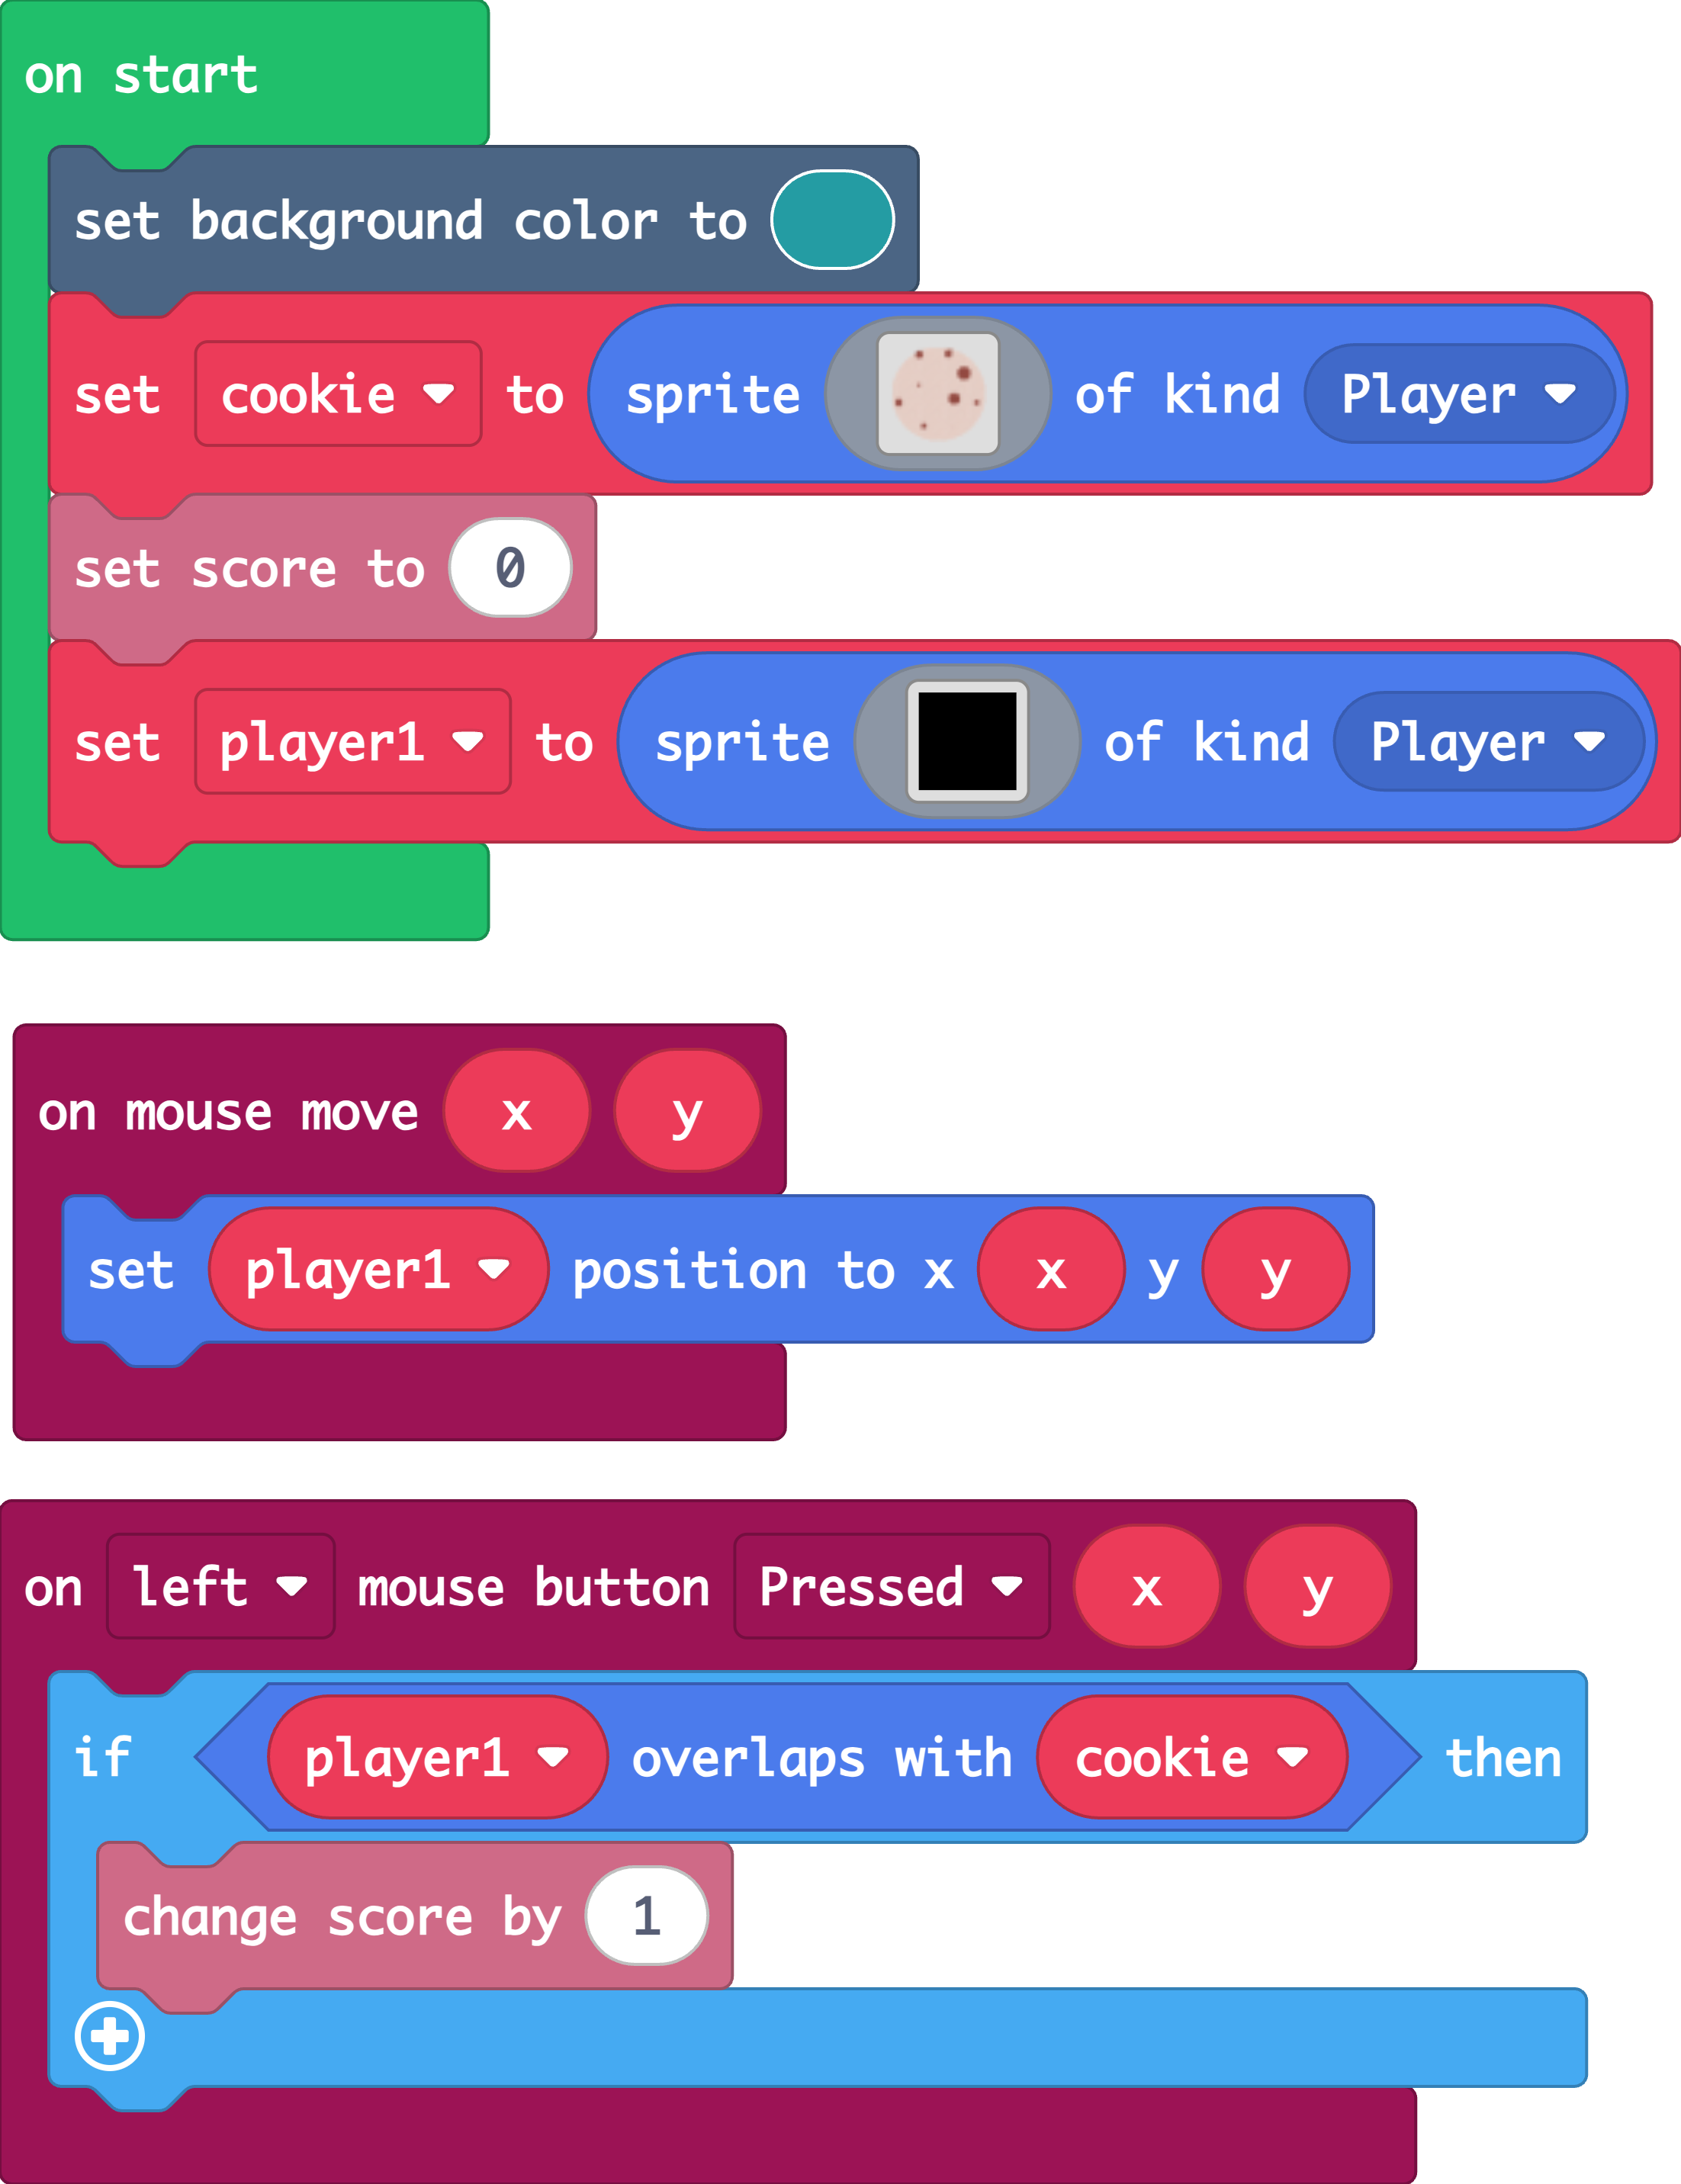 on start
set background color to
set cookie to sprite of kind Player
set score to 0
set player1 to sprite of kind Player
on mouse move x y
set player1 position to x x y y
on left mouse button Pressed x y
if player1 overlaps with cookie then
change score by 1